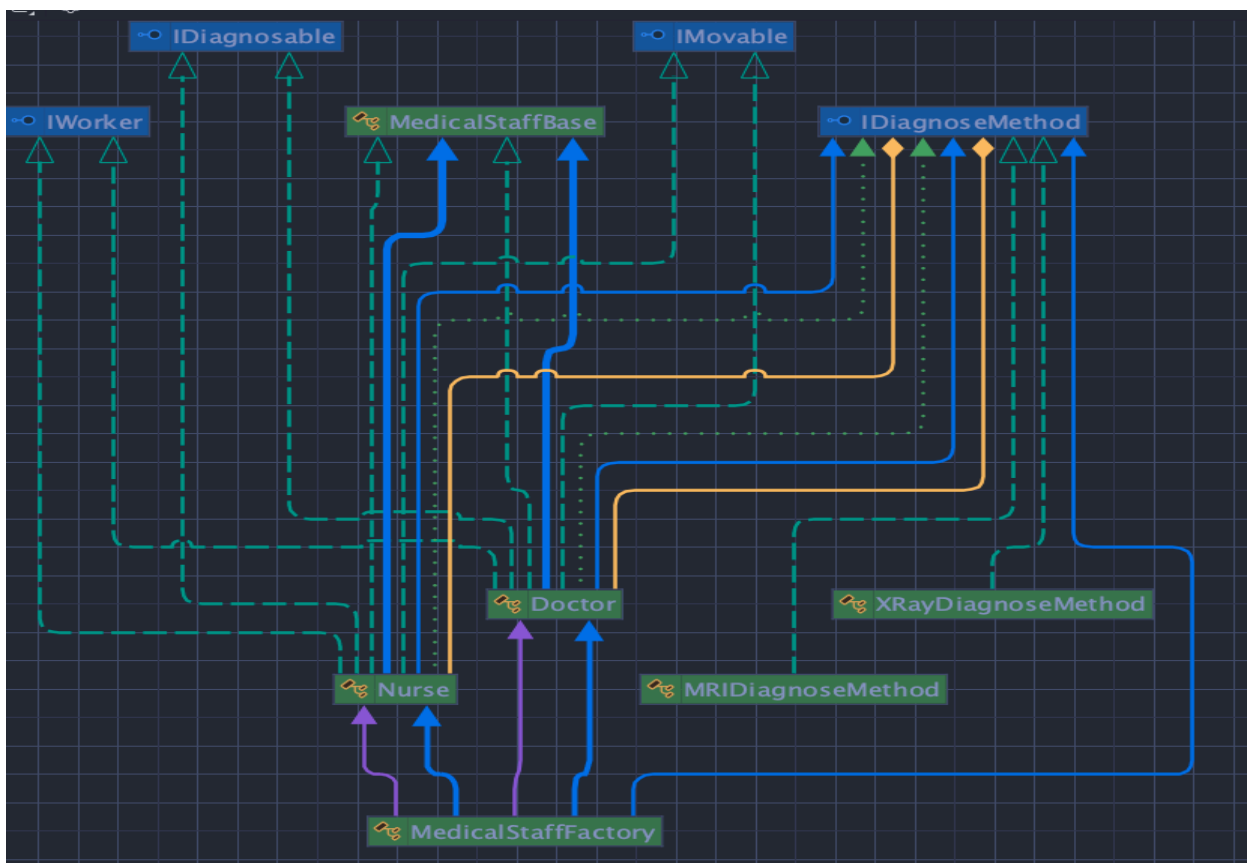 IDiagnosable
IMovable
IWorker
MedicalStaffBase
IDiagnoseMethod
Doctor
XRayDiagnoseMethod
Nurse
MRIDiagnoseMethod
MedicalStaffFactory